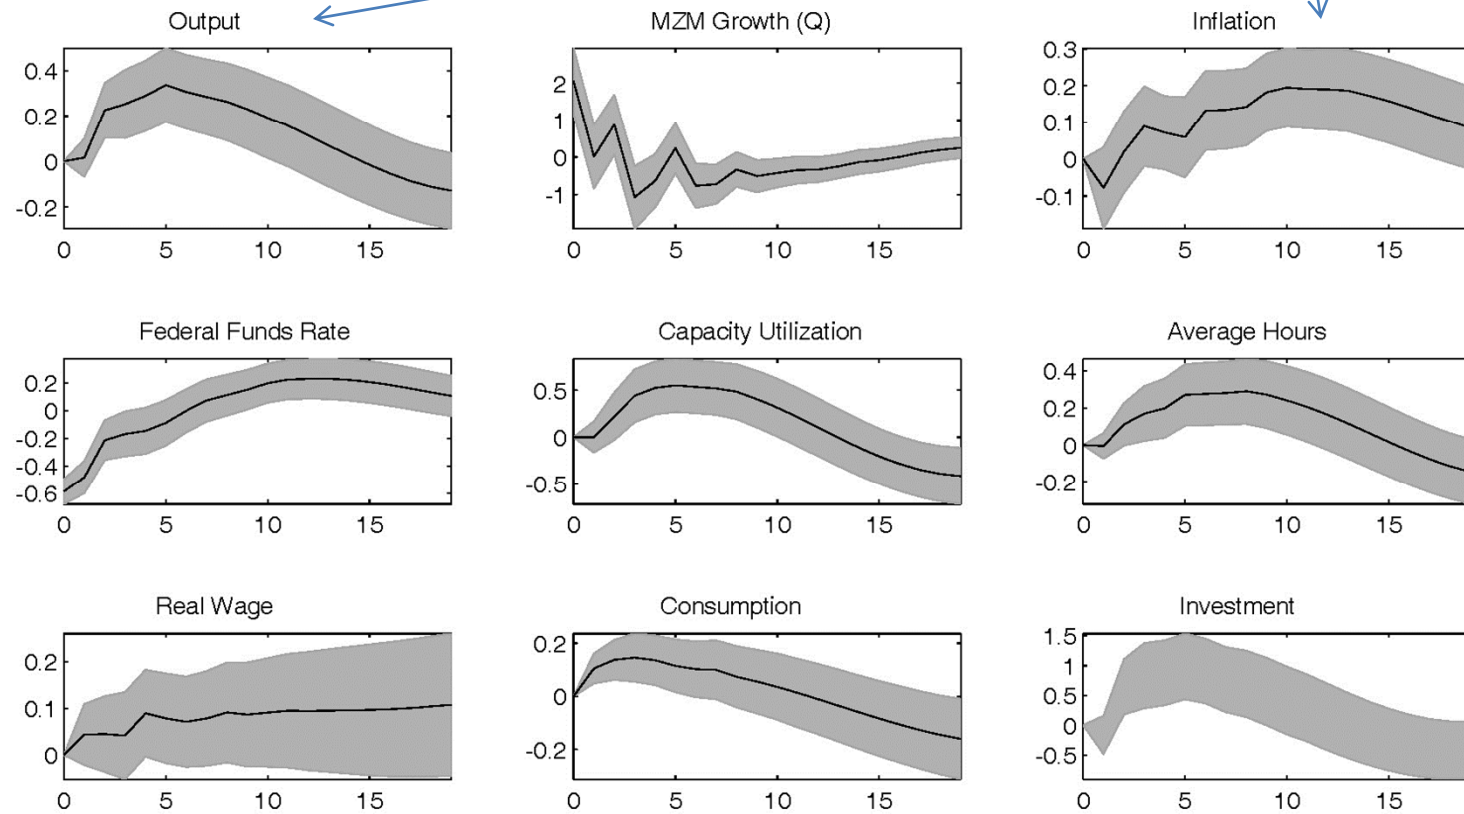 Output
MZM Growth (Q)
Inflation
0.4
0.2
0
-0.2
0 5 10 15
2
1
0
-1
0 5 10 15
0.3
0.2
0.1
0
-0.1
0 5 10 15
Federal Funds Rate
Capacity Utilization
Average Hours
0.2
0
-0.2
-0.4
-0.6
0 5 10 15
0.5
0
-0.5
0 5 10 15
0.4
0.2
0
-0.2
0 5 10 15
Real Wage
Consumption
Investment
0.2
0.1
0
0 5 10 15
0.2
0
-0.2
0 5 10 15
1.5
1
0.5
0
-0.5
0 5 10 15